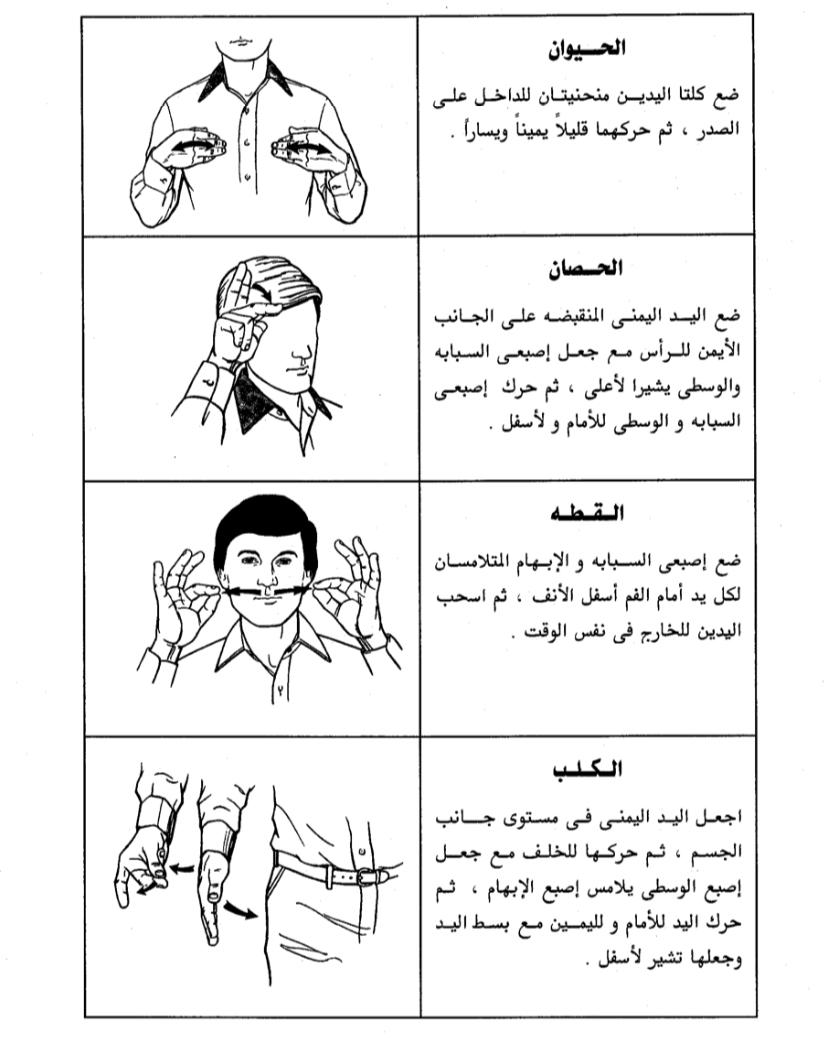 الحيوان
ضع كلتا اليدين منحنيتان للداخل على
الصدر ، ثم حركهما قليلاً يميناً ويساراً .
الحصان
ضع اليد اليمنى المنقبضه على الجانب
الأيمن للرأس مع جعل إصبعى السبابه
والوسطى يشيرا لأعلى ، ثم حرك إصبعى
السبابه و الوسطى للأمام و لأسفل .
القطه
ضع إصبعى السبابه و الإبهام المتلامسان
لكل يد أمام الفم أسفل الأنف ، ثم اسحب
اليدين للخارج فى نفس الوقت .
الكلب
اجعل اليد اليمنى فى مستوى جانب
الجسم ، ثم حركها للخلف مع جعل
إصبع الوسطى يلامس إصبع الإبهام ، ثم
حرك اليد للأمام و لليمين مع بسط اليد
وجعلها تشير لأسفل .